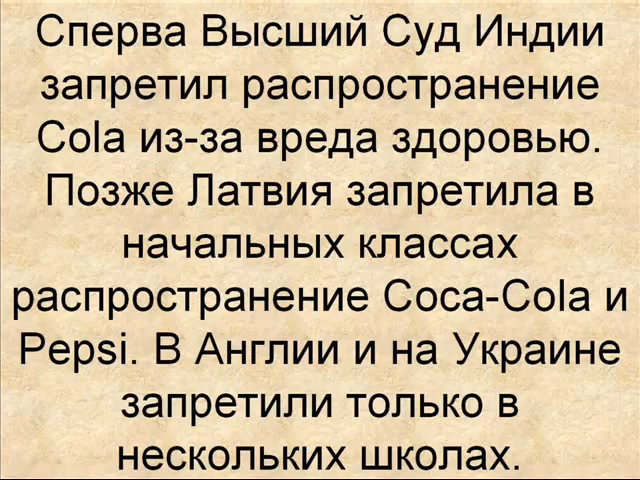 Сперва Высший Суд Индии
запретил распространение
Cola из-за вреда здоровью.
Позже Латвия запретила в
начальных классах
распространение Coca-Cola и
Pepsi. В Англии и на Украине
запретили только в
нескольких школах.